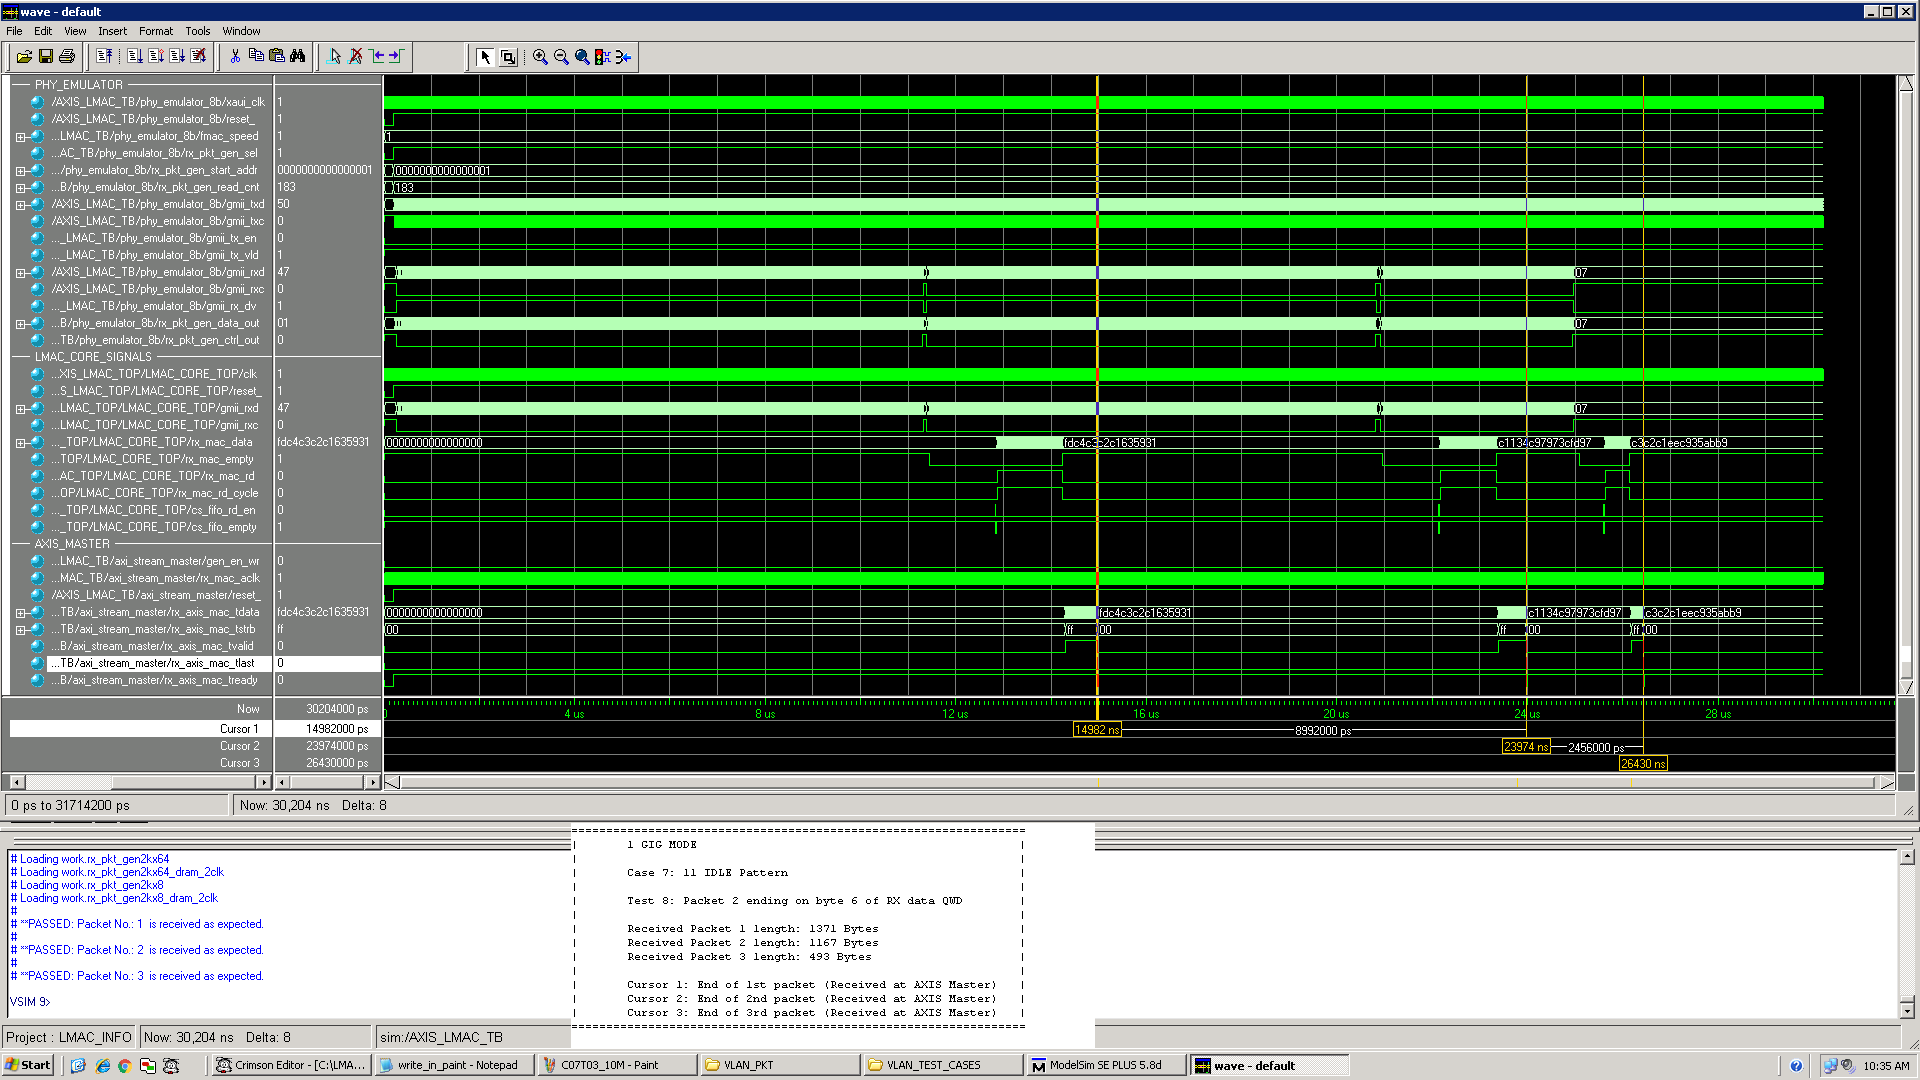 wave - default
File Edit View Insert Format Tools Window
PHY_EMULATOR
/AXIS_LMAC_TB/phy_emulator_8b/xaui_clk 1
/AXIS_LMAC_TB/phy_emulator_8b/reset_ 1
...LMAC_TB/phy_emulator_8b/fmac_speed 1 1
...AC_TB/phy_emulator_8b/rx_pkt_gen_sel 1
.../phy_emulator_8b/rx_pkt_gen_start_addr 0000000000000001 0000000000000001
...B/phy_emulator_8b/rx_pkt_gen_read_cnt 183 183
/AXIS_LMAC_TB/phy_emulator_8b/gmii_txd 50
/AXIS_LMAC_TB/phy_emulator_8b/gmii_txc 0
..._LMAC_TB/phy_emulator_8b/gmii_tx_en 0
..._LMAC_TB/phy_emulator_8b/gmii_tx_vld 1
/AXIS_LMAC_TB/phy_emulator_8b/gmii_rxd 47 07
/AXIS_LMAC_TB/phy_emulator_8b/gmii_rxc 0
..._LMAC_TB/phy_emulator_8b/gmii_rx_dv 1
...B/phy_emulator_8b/rx_pkt_gen_data_out 01 07
...TB/phy_emulator_8b/rx_pkt_gen_ctrl_out 0
LMAC_CORE_SIGNALS
...XIS_LMAC_TOP/LMAC_CORE_TOP/clk 1
...S_LMAC_TOP/LMAC_CORE_TOP/reset_ 1
...LMAC_TOP/LMAC_CORE_TOP/gmii_rxd 47 07
...LMAC_TOP/LMAC_CORE_TOP/gmii_rxc 0
..._TOP/LMAC_CORE_TOP/rx_mac_data fdc4c3c2c1635931 0000000000000000 fdc4c3c2c1635931 c1134c97973cfd97 c3c2c1eec935abb9
...TOP/LMAC_CORE_TOP/rx_mac_empty 1
...AC_TOP/LMAC_CORE_TOP/rx_mac_rd 0
...OP/LMAC_CORE_TOP/rx_mac_rd_cycle 0
..._TOP/LMAC_CORE_TOP/cs_fifo_rd_en 0
..._TOP/LMAC_CORE_TOP/cs_fifo_empty 1
AXIS_MASTER
...LMAC_TB/axi_stream_master/gen_en_wr 0
...MAC_TB/axi_stream_master/rx_mac_aclk 1
/AXIS_LMAC_TB/axi_stream_master/reset_ 1
...TB/axi_stream_master/rx_axis_mac_tdata fdc4c3c2c1635931 0000000000000000 fdc4c3c2c1635931 c1134c97973cfd97 c3c2c1eec935abb9
...TB/axi_stream_master/rx_axis_mac_tstrb ff 00 ff 00 ff 00 ff 00
...B/axi_stream_master/rx_axis_mac_tvalid 0
...TB/axi_stream_master/rx_axis_mac_tlast 0
...B/axi_stream_master/rx_axis_mac_tready 0
Now 30204000 ps 4 us 8 us 12 us 16 us 20 us 24 us 28 us
Cursor 1 14982000 ps 14982 ns 8992000 ps
Cursor 2 23974000 ps 23974 ns 2456000 ps
Cursor 3 26430000 ps 26430 ns
0 ps to 31714200 ps Now: 30,204 ns Delta: 8
# Loading work.rx_pkt_gen2kx64
# Loading work.rx_pkt_gen2kx64_dram_2clk
# Loading work.rx_pkt_gen2kx8
# Loading work.rx_pkt_gen2kx8_dram_2clk
#
# **PASSED: Packet No.: 1 is received as expected.
#
# **PASSED: Packet No.: 2 is received as expected.
#
# **PASSED: Packet No.: 3 is received as expected.
VSIM 9>
1 GIG MODE
Case 7: 11 IDLE Pattern
Test 8: Packet 2 ending on byte 6 of RX data QWD
Received Packet 1 length: 1371 Bytes
Received Packet 2 length: 1167 Bytes
Received Packet 3 length: 493 Bytes
Cursor 1: End of 1st packet (Received at AXIS Master)
Cursor 2: End of 2nd packet (Received at AXIS Master)
Cursor 3: End of 3rd packet (Received at AXIS Master)
Project : LMAC_INFO Now: 30,204 ns Delta: 8 sim:/AXIS_LMAC_TB
Start Crimson Editor - [C:\LMA... write_in_paint - Notepad C07T03_10M - Paint VLAN_PKT VLAN_TEST_CASES ModelSim SE PLUS 5.8d wave - default 10:35 AM